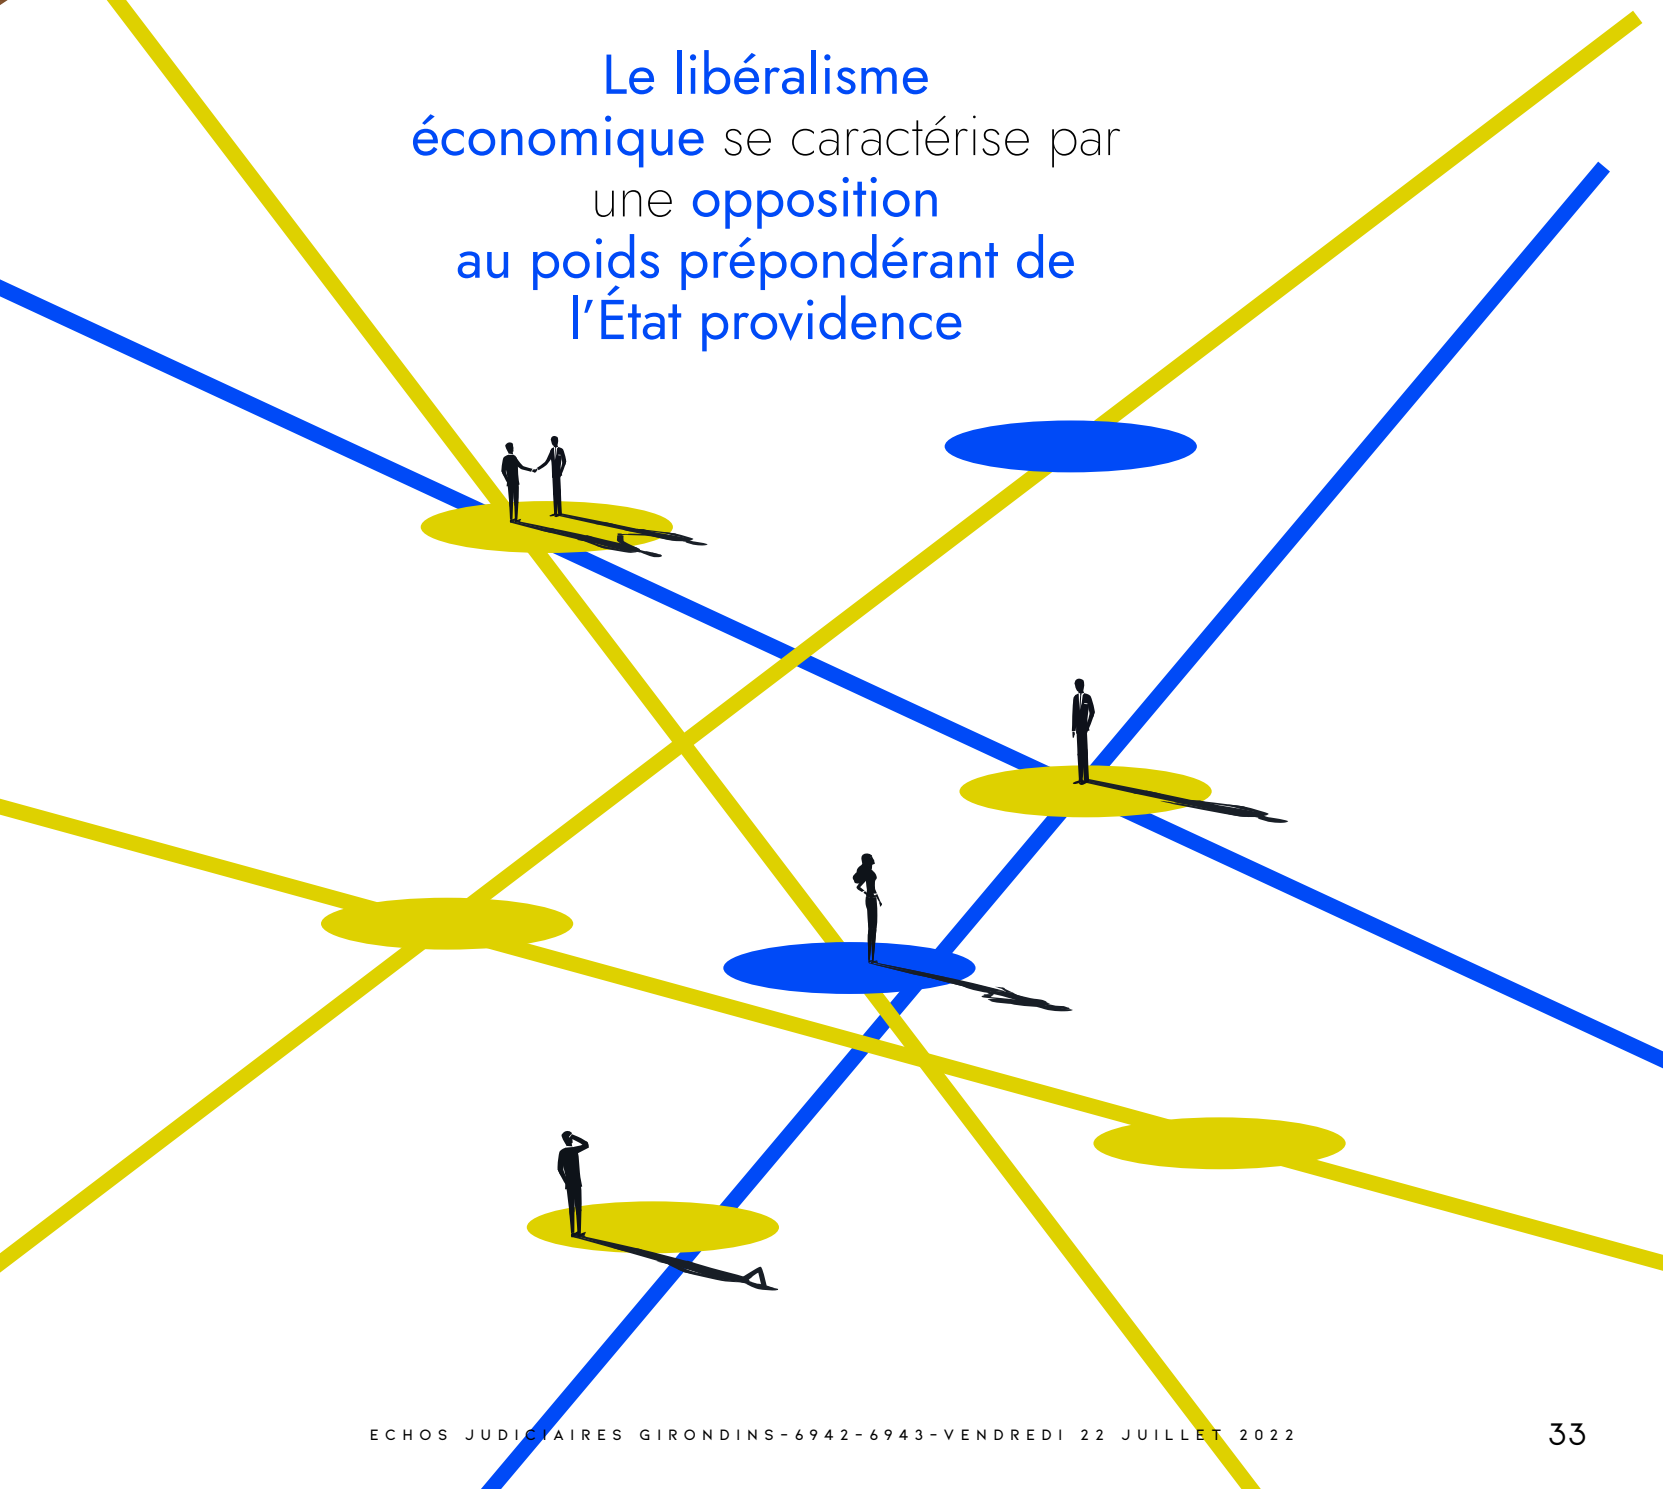 Le libéralisme
économique se caractérise par
une opposition
au poids prépondérant de
l’État providence
ECHOS JUDICIAIRES GIRONDINS-6942-6943-VENDREDI 22 JUILLET 2022
33